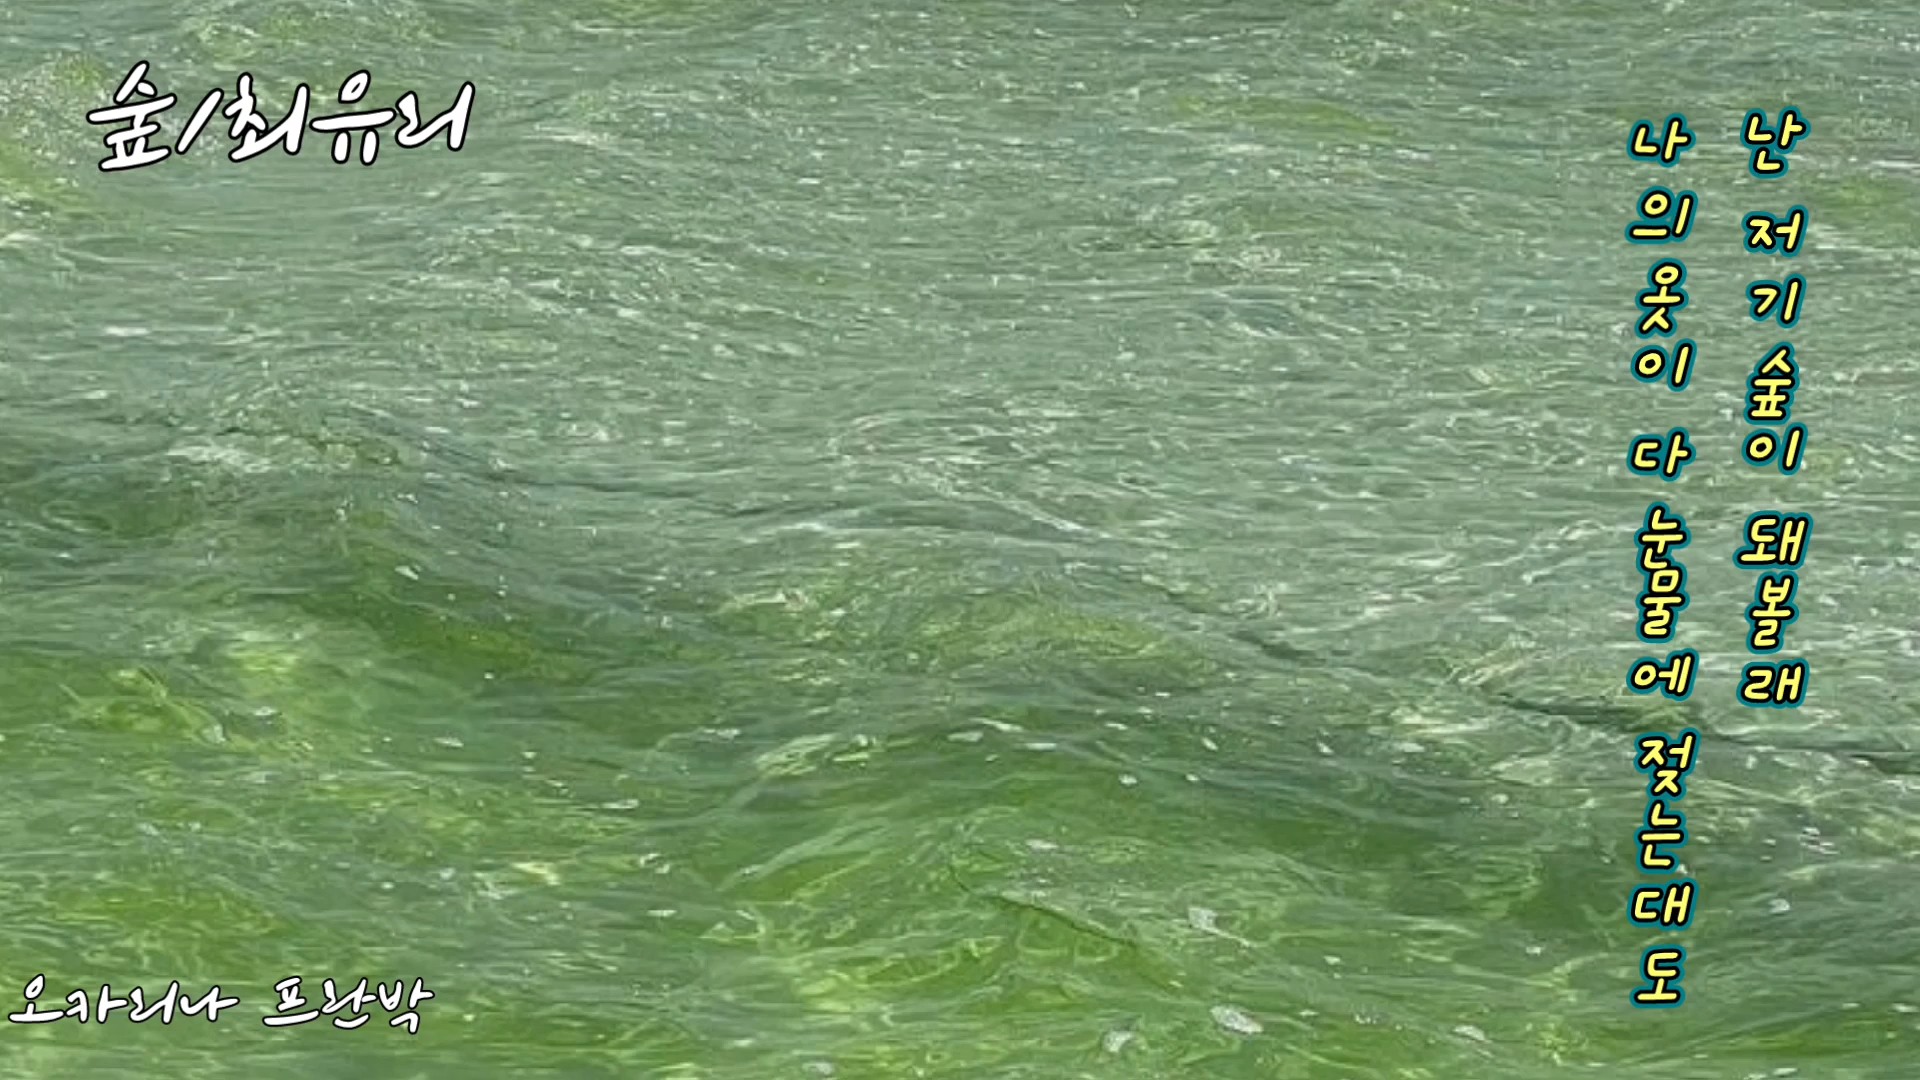 숲/최유리
난 저기 숲이 돼볼래
나의옷이 다 눈물에 젖는대도
오카리나 프란박